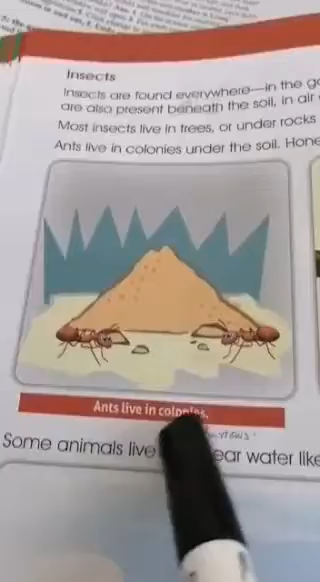 Insects
Insects are found everywhere—in the
are also present beneath the soil, in air
Most insects live in trees, or under rocks
Ants live in colonies under the soil.
Ants live in colonies.
Some animals live
ear water like